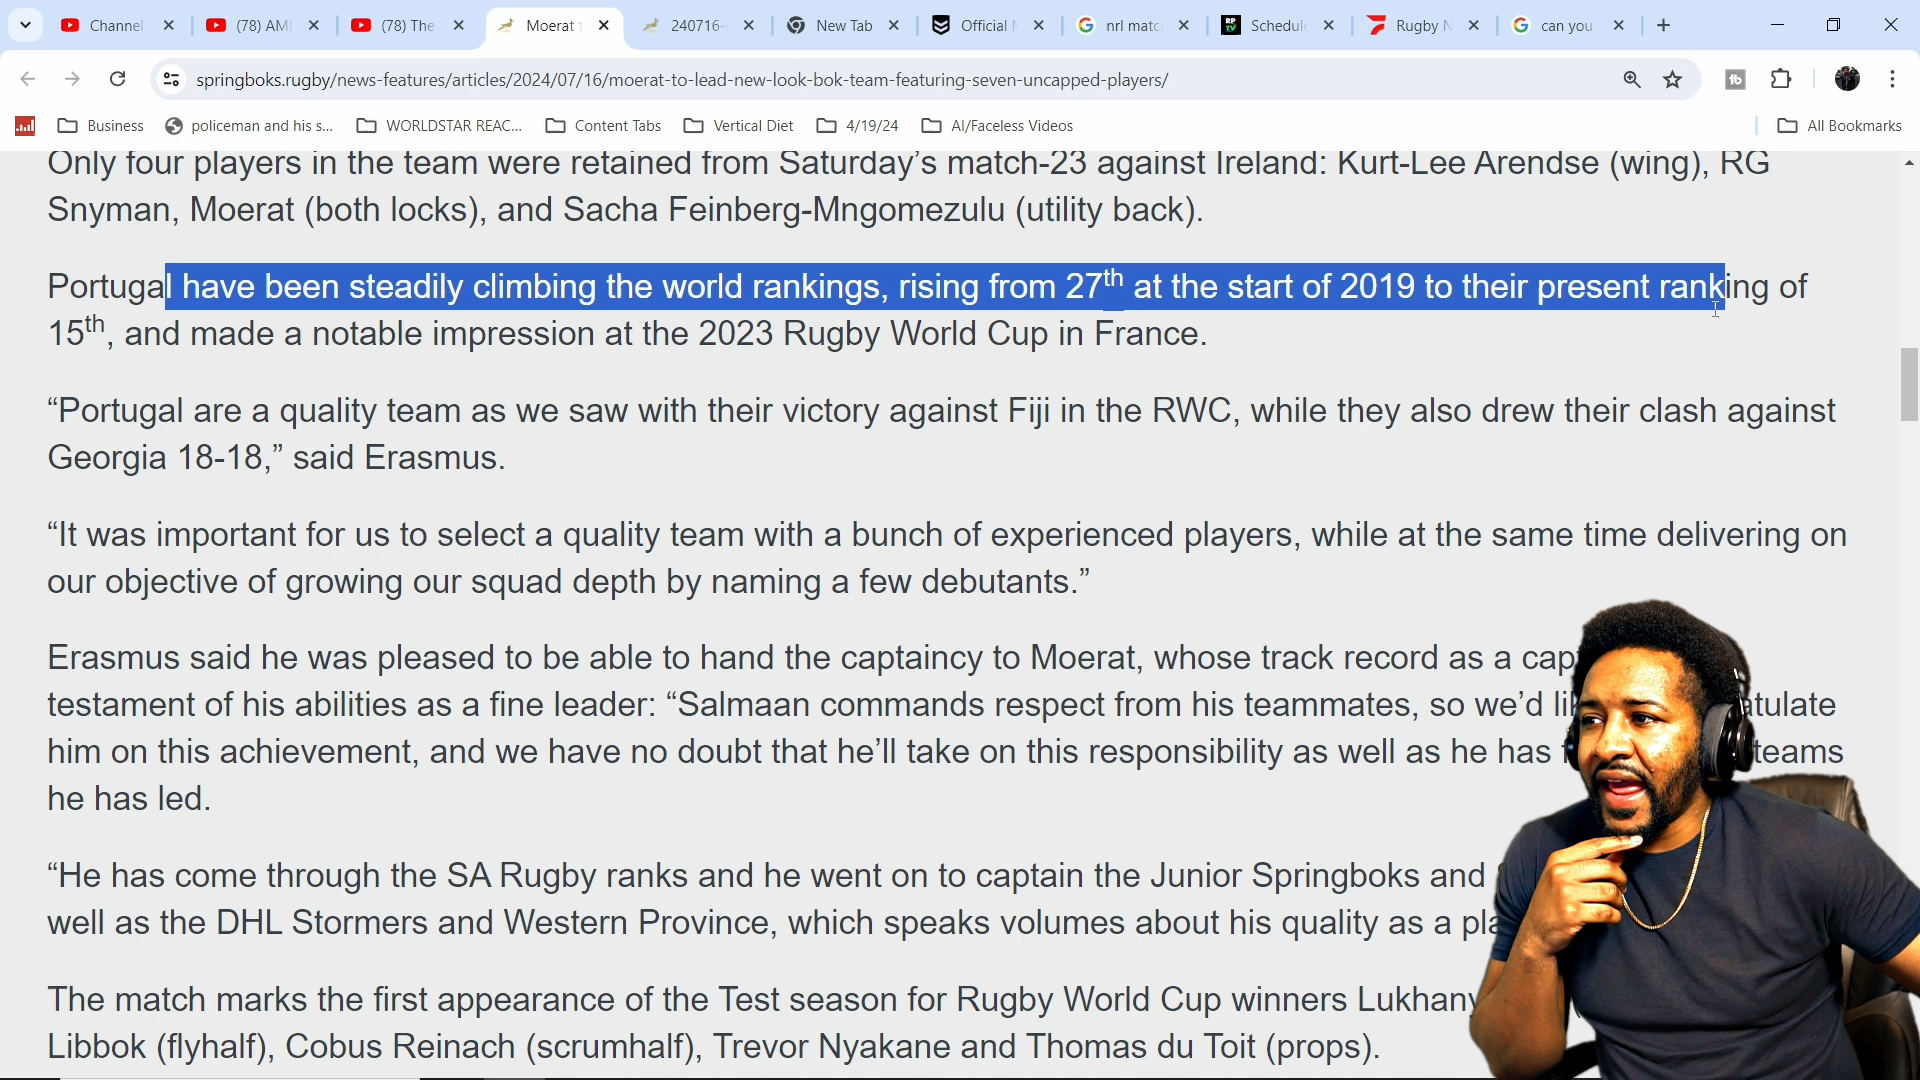 Channel
(78) AM
(78) The
Moerat
240716-
New Tab
Official
nrl matc
Schedul
Rugby N
can you
springboks.rugby/news-features/articles/2024/07/16/moerat-to-lead-new-look-bok-team-featuring-seven-uncapped-players/
Business
policeman and his s...
WORLDSTAR REAC...
Content Tabs
Vertical Diet
4/19/24
AI/Faceless Videos
All Bookmarks
Only four players in the team were retained from Saturday’s match-23 against Ireland: Kurt-Lee Arendse (wing), RG
Snyman, Moerat (both locks), and Sacha Feinberg-Mngomezulu (utility back).
Portugal have been steadily climbing the world rankings, rising from 27th at the start of 2019 to their present ranking of
15th, and made a notable impression at the 2023 Rugby World Cup in France.
“Portugal are a quality team as we saw with their victory against Fiji in the RWC, while they also drew their clash against
Georgia 18-18,” said Erasmus.
“It was important for us to select a quality team with a bunch of experienced players, while at the same time delivering on
our objective of growing our squad depth by naming a few debutants.”
Erasmus said he was pleased to be able to hand the captaincy to Moerat, whose track record as a cap
testament of his abilities as a fine leader: “Salmaan commands respect from his teammates, so we’d li atulate
him on this achievement, and we have no doubt that he’ll take on this responsibility as well as he has teams
he has led.
“He has come through the SA Rugby ranks and he went on to captain the Junior Springboks and
well as the DHL Stormers and Western Province, which speaks volumes about his quality as a pla
The match marks the first appearance of the Test season for Rugby World Cup winners Lukhany
Libbok (flyhalf), Cobus Reinach (scrumhalf), Trevor Nyakane and Thomas du Toit (props).